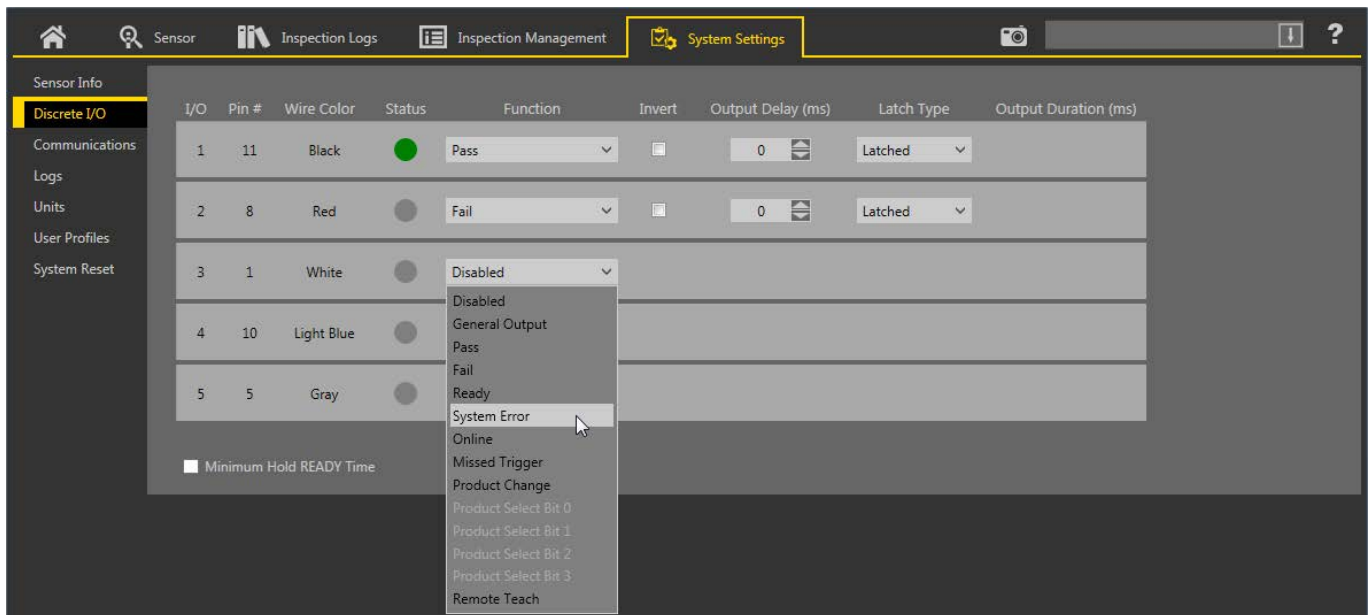 Sensor
Inspection Logs
Inspection Management
System Settings
?
Sensor Info
Discrete I/O
Communications
Logs
Units
User Profiles
System Reset
I/O Pin # Wire Color Status Function Invert Output Delay (ms) Latch Type Output Duration (ms)
1 11 Black Pass 0 Latched
2 8 Red Fail 0 Latched
3 1 White Disabled
4 10 Light Blue
5 5 Gray
Disabled
General Output
Pass
Fail
Ready
System Error
Online
Missed Trigger
Product Change
Product Select Bit 0
Product Select Bit 1
Product Select Bit 2
Product Select Bit 3
Remote Teach
Minimum Hold READY Time